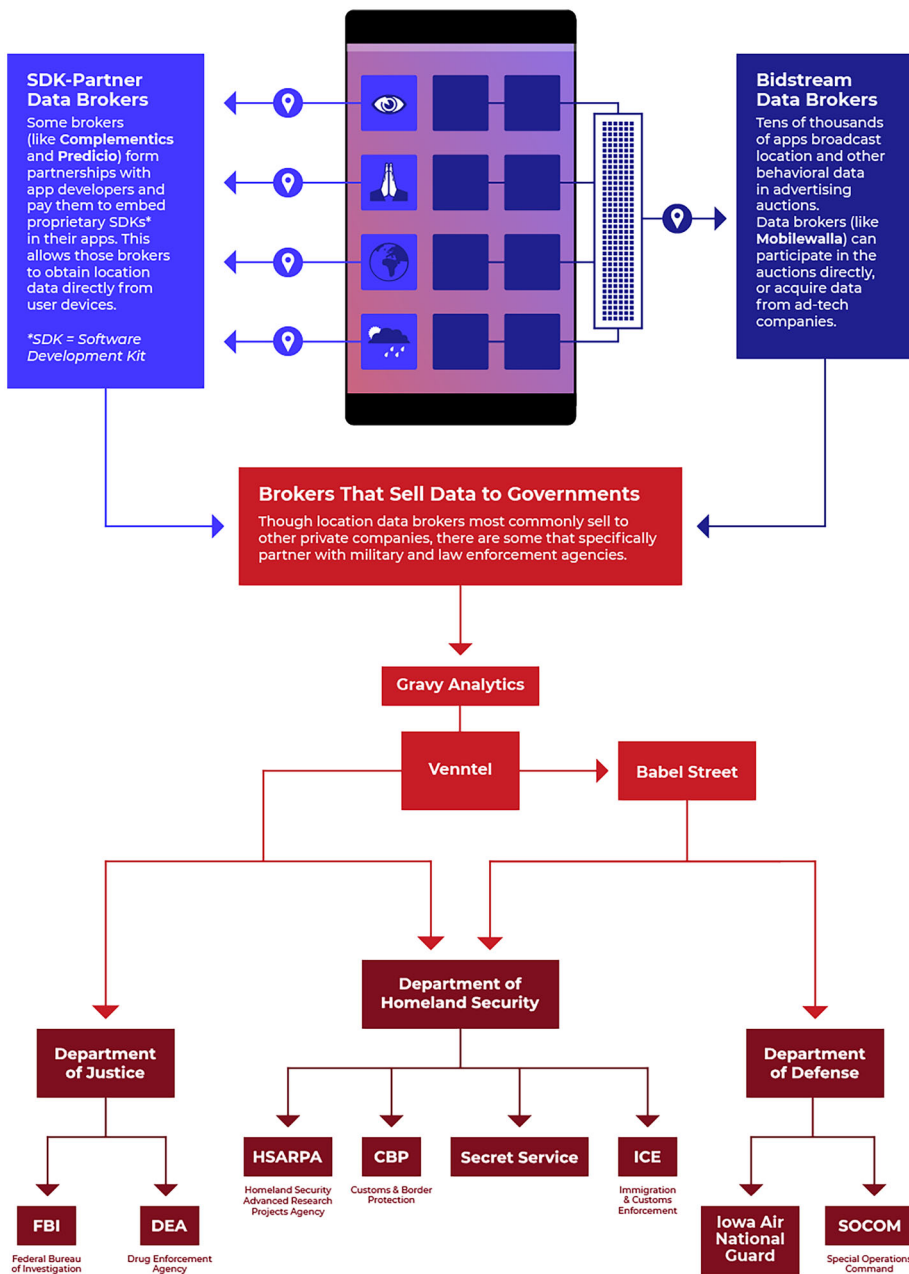 SDK-Partner
Data Brokers
Some brokers
(like Complementics
and Predicio) form
partnerships with
app developers and
pay them to embed
proprietary SDKs*
in their apps. This
allows those brokers
to obtain location
data directly from
user devices.
*SDK = Software
Development Kit
Bidstream
Data Brokers
Tens of thousands
of apps broadcast
location and other
behavioral data
in advertising
auctions.
Data brokers (like
Mobilewalla) can
participate in the
auctions directly,
or acquire data
from ad-tech
companies.
Brokers That Sell Data to Governments
Though location data brokers most commonly sell to
other private companies, there are some that specifically
partner with military and law enforcement agencies.
Gravy Analytics
Venntel
Babel Street
Department of
Homeland Security
Department
of Justice
Department
of Defense
HSARPA
Homeland Security
Advanced Research
Projects Agency
CBP
Customs & Border
Protection
Secret Service
ICE
Immigration
& Customs
Enforcement
FBI
Federal Bureau
of Investigation
DEA
Drug Enforcement
Agency
Iowa Air
National
Guard
SOCOM
Special Operations
Command